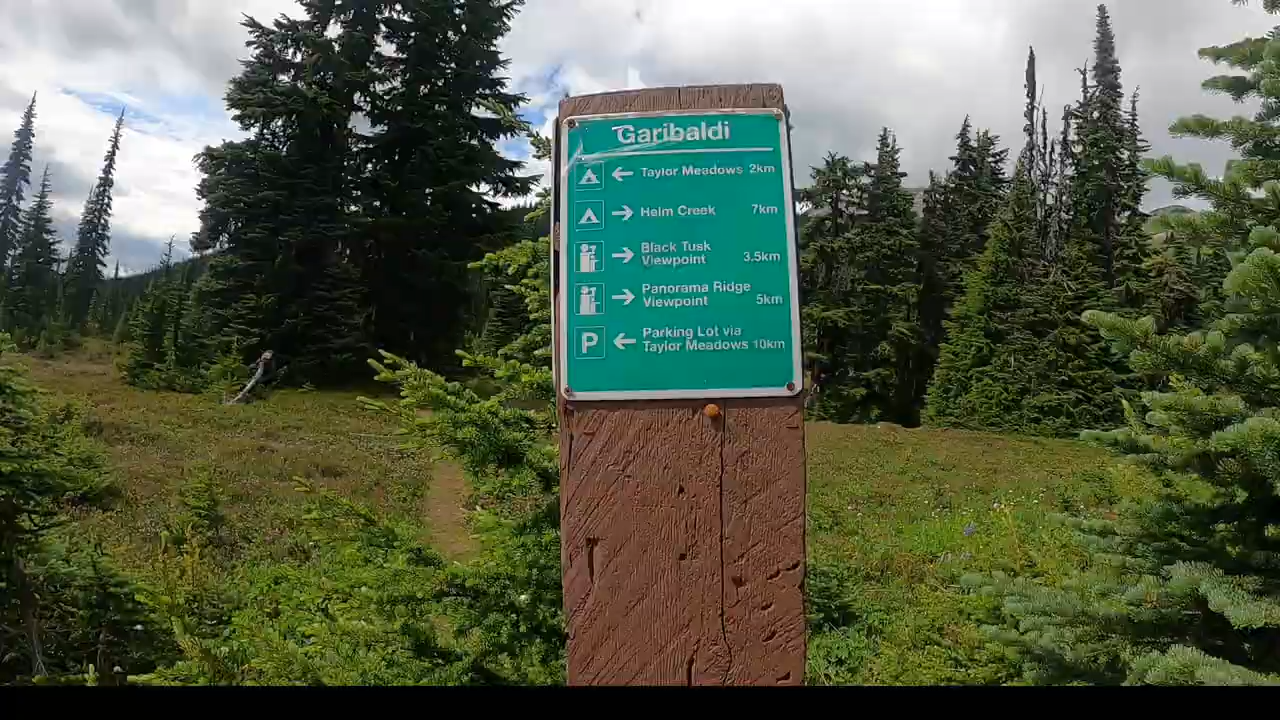 Garibaldi
← Taylor Meadows 2km
→ Helm Creek 7km
→ Black Tusk
Viewpoint 3.5km
→ Panorama Ridge
Viewpoint 5km
P ← Parking Lot via
Taylor Meadows 10km